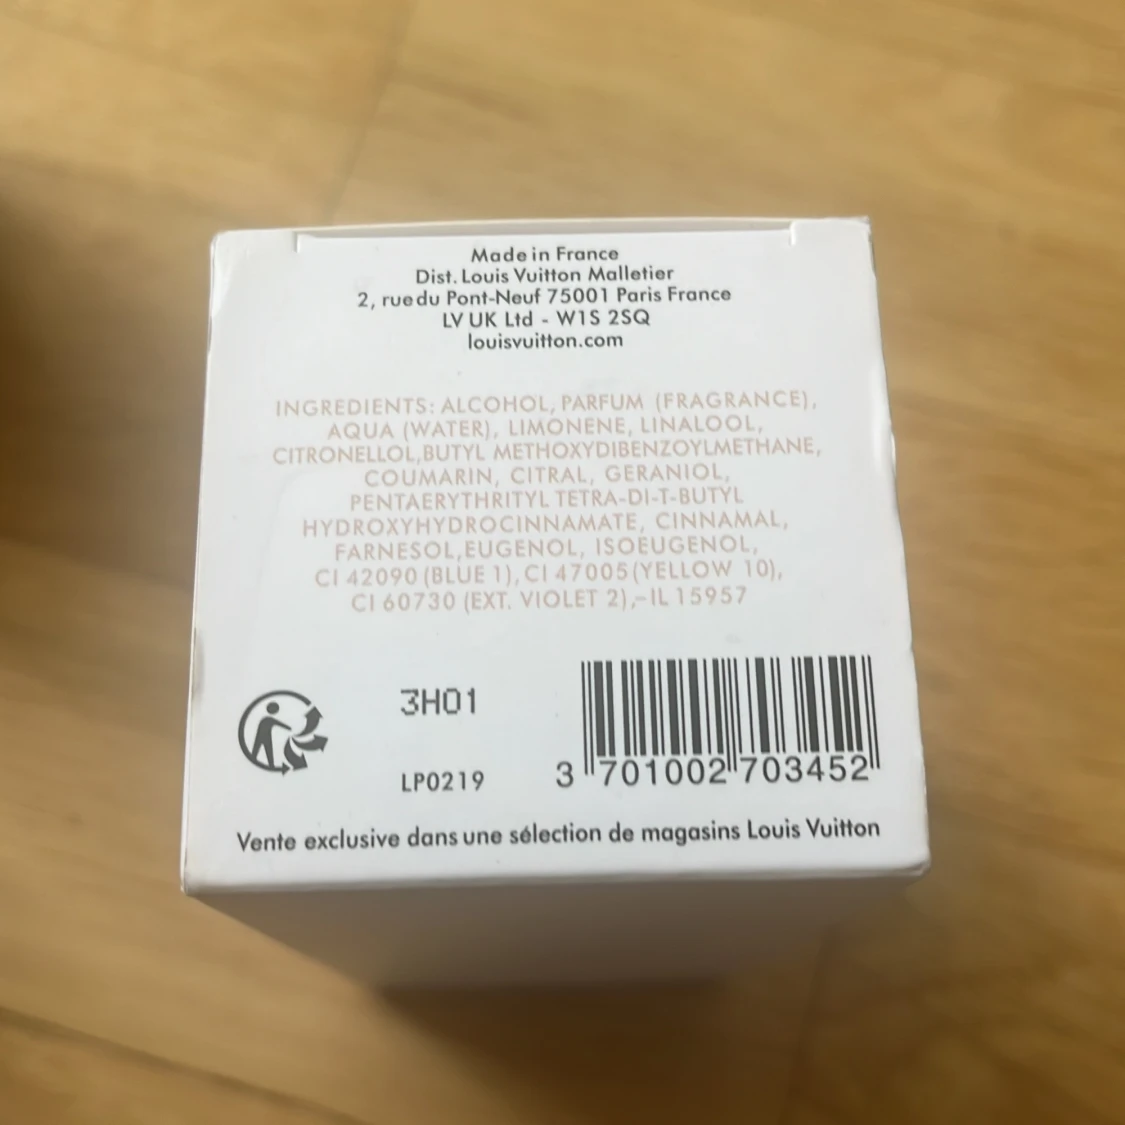 Made in France
Dist. Louis Vuitton Malletier
2, rue du Pont-Neuf 75001 Paris France
LV UK Ltd - W1S 2SQ
louisvuitton.com
INGREDIENTS: ALCOHOL, PARFUM (FRAGRANCE),
AQUA (WATER), LIMONENE, LINALOOL,
CITRONELLOL, BUTYL METHOXYDIBENZOYLMETHANE,
COUMARIN, CITRAL, GERANIOL,
PENTAERYTHRITYL TETRA-DI-T-BUTYL
HYDROXYHYDROCINNAMATE, CINNAMAL,
FARNESOL, EUGENOL, ISOEUGENOL,
CI 42090 (BLUE 1), CI 47005 (YELLOW 10),
CI 60730 (EXT. VIOLET 2),-IL 15957
3H01
LP0219
3 701002 703452
Vente exclusive dans une sélection de magasins Louis Vuitton